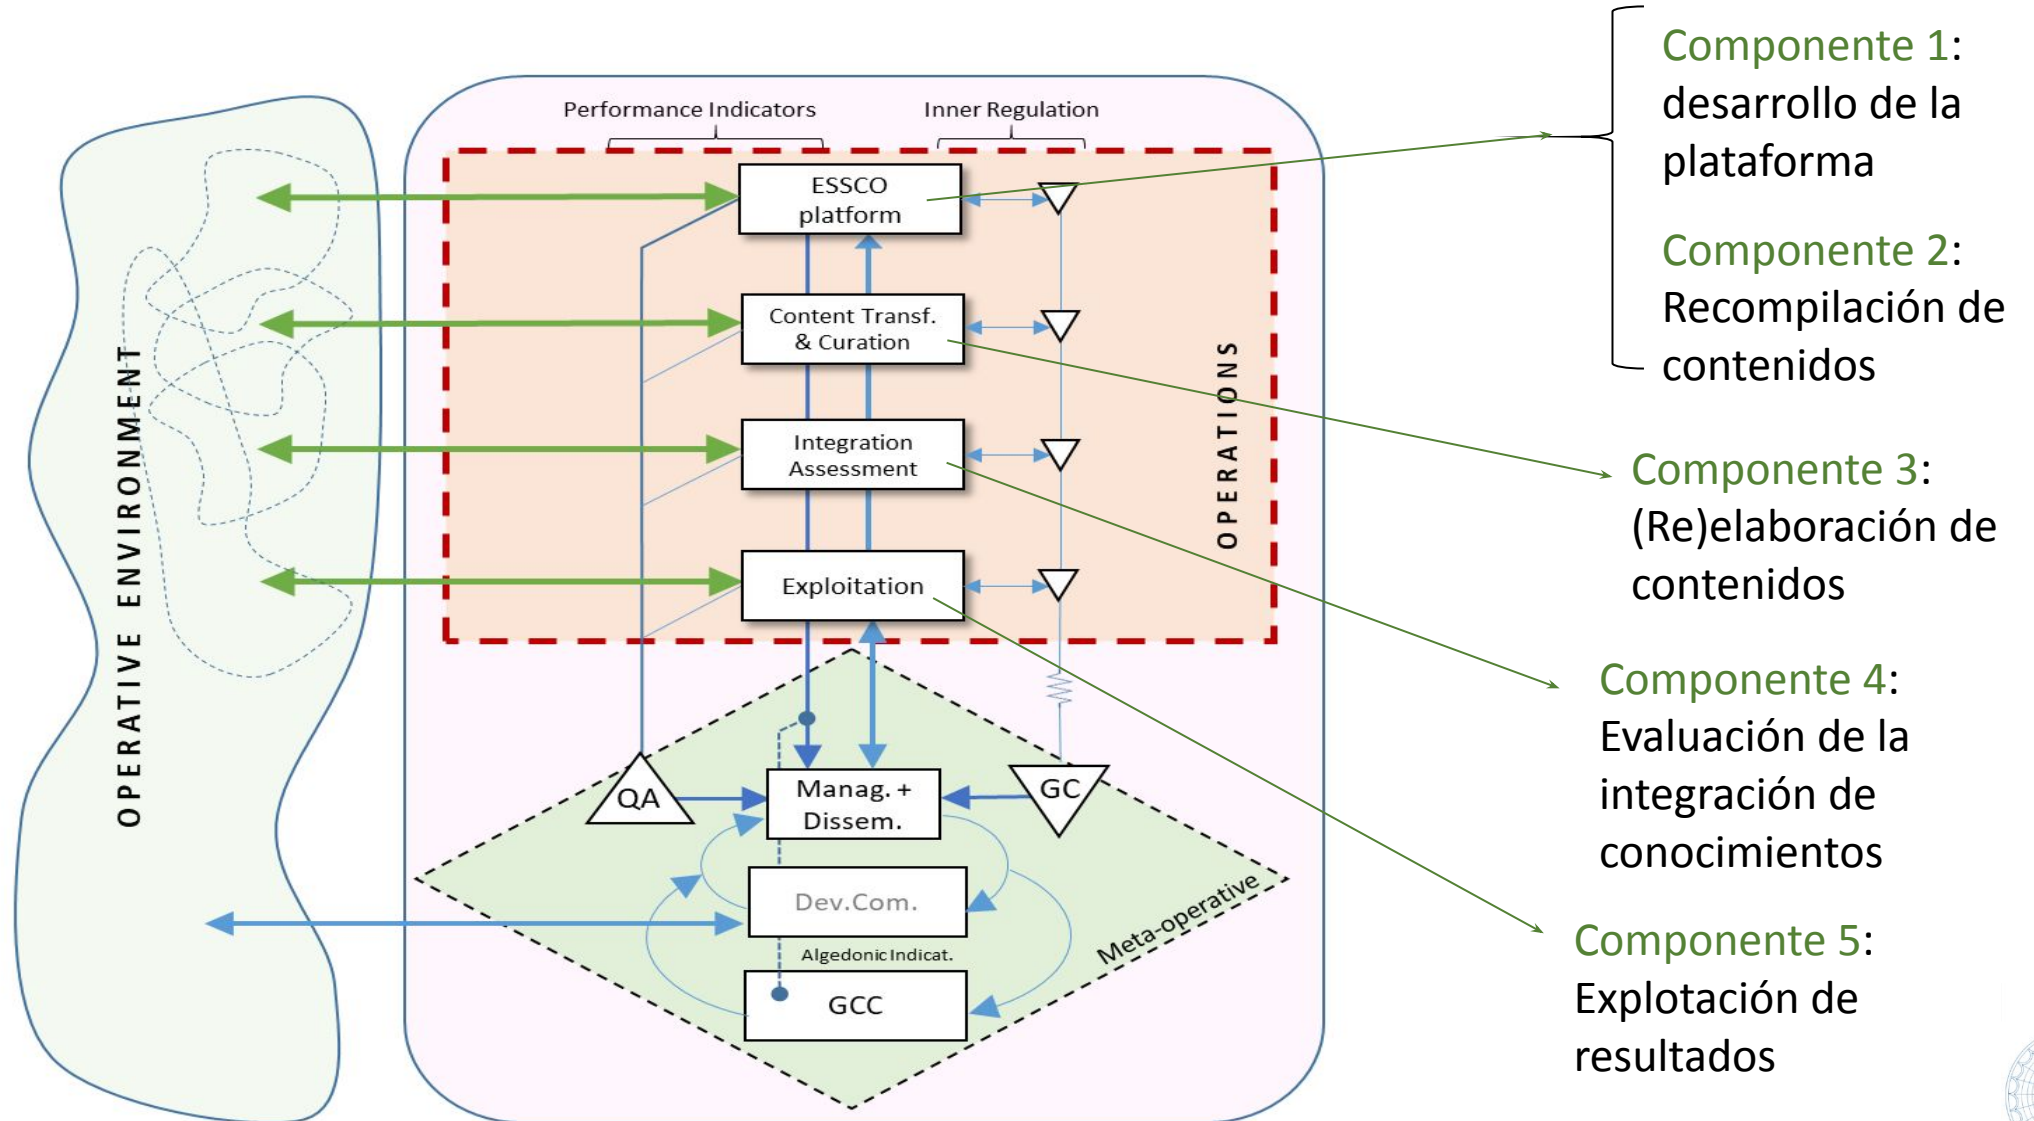 Performance Indicators
Inner Regulation
ESSCO
platform
Content Transf.
& Curation
Integration
Assessment
Exploitation
OPERATIONS
OPERATIVE ENVIRONMENT
QA
Manag. +
Dissem.
GC
Dev.Com.
Algedonic Indicat.
GCC
Meta-operative
Componente 1:
desarrollo de la
plataforma
Componente 2:
Recompilación de
contenidos
Componente 3:
(Re)elaboración de
contenidos
Componente 4:
Evaluación de la
integración de
conocimientos
Componente 5:
Explotación de
resultados